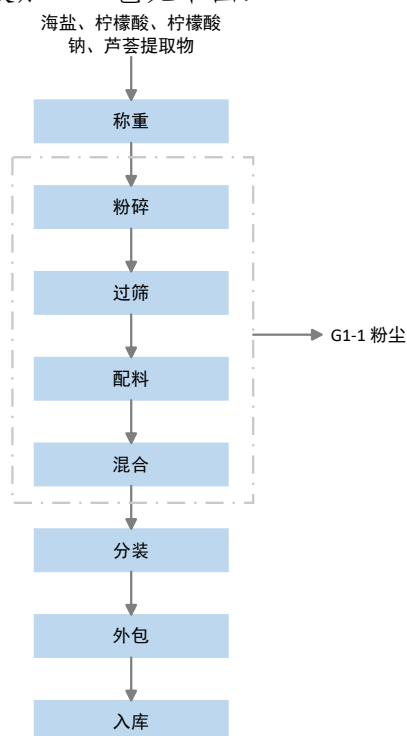 海盐、柠檬酸、柠檬酸
钠、芦荟提取物
称重
粉碎
过筛
G1-1 粉尘
配料
混合
分装
外包
入库